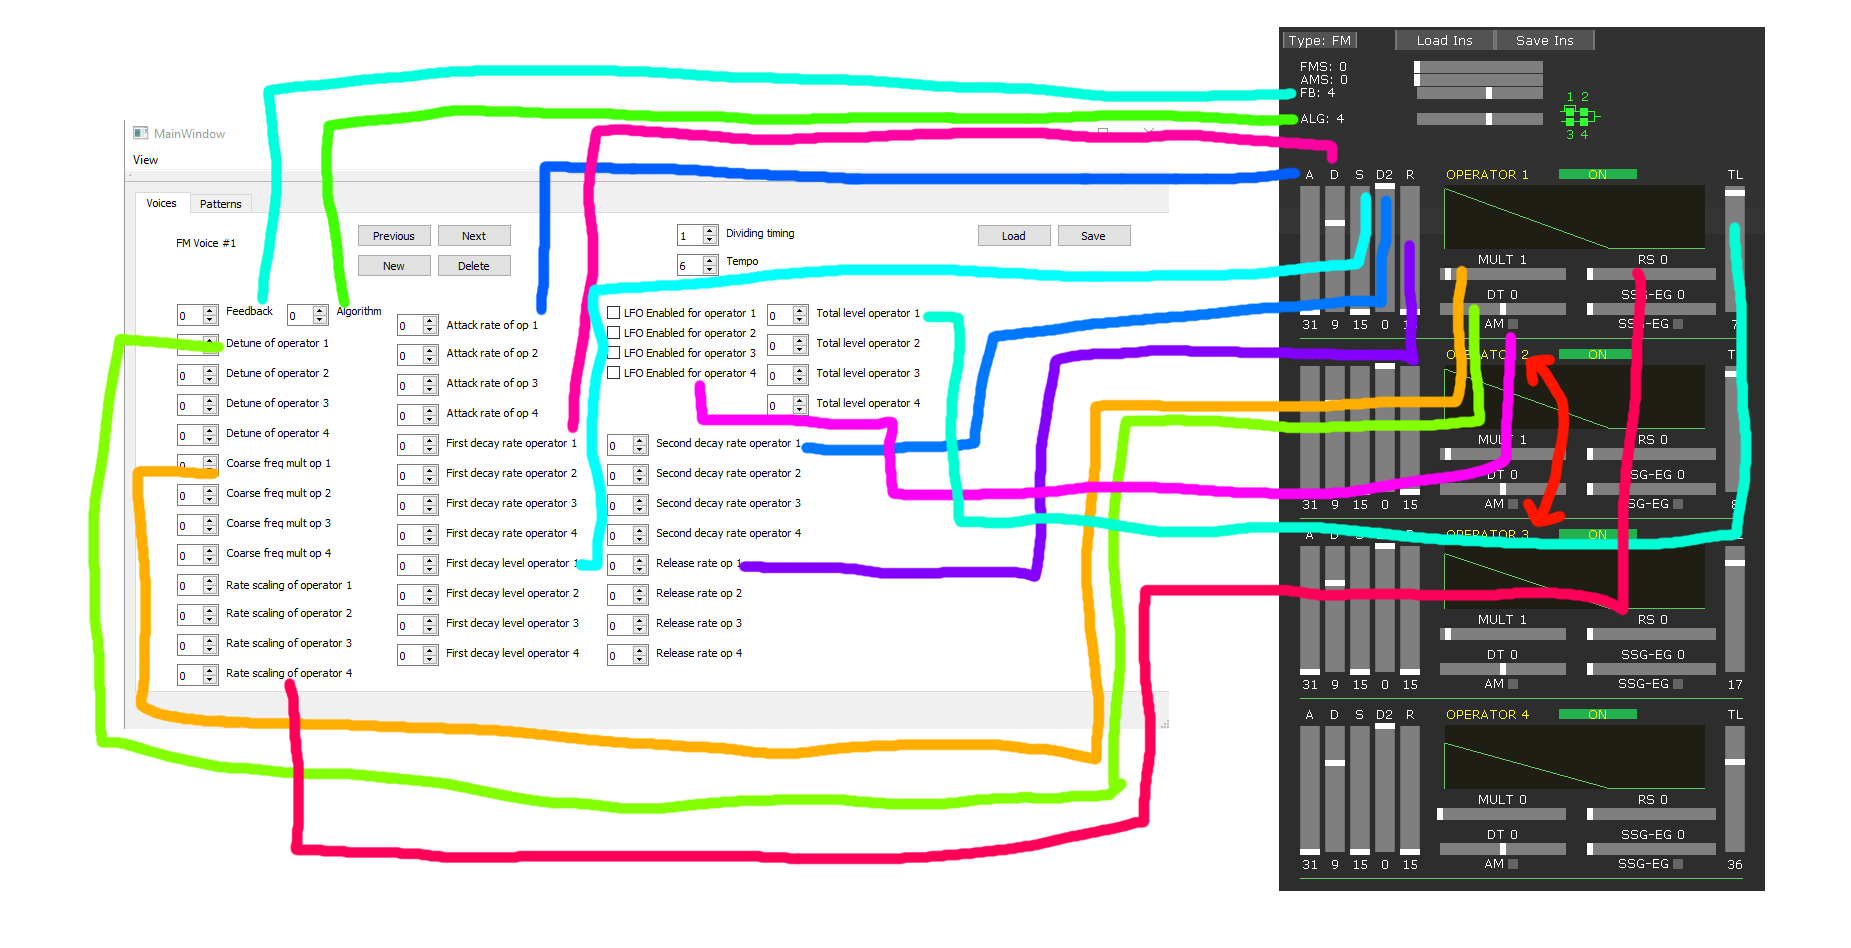 MainWindow
View
Voices
Patterns
FM Voice #1
Previous
Next
New
Delete
1 Dividing timing
6 Tempo
Load
Save
0 Feedback
0 Algorithm
Detune of operator 1
0 Detune of operator 2
0 Detune of operator 3
0 Detune of operator 4
0 Coarse freq mult op 1
0 Coarse freq mult op 2
0 Coarse freq mult op 3
0 Coarse freq mult op 4
0 Rate scaling of operator 1
0 Rate scaling of operator 2
0 Rate scaling of operator 3
0 Rate scaling of operator 4
0 Attack rate of op 1
0 Attack rate of op 2
0 Attack rate of op 3
0 Attack rate of op 4
0 First decay rate operator 1
0 First decay rate operator 2
0 First decay rate operator 3
0 First decay rate operator 4
0 First decay level operator 1
0 First decay level operator 2
0 First decay level operator 3
0 First decay level operator 4
LFO Enabled for operator 1
LFO Enabled for operator 2
LFO Enabled for operator 3
LFO Enabled for operator 4
0 Total level operator 1
0 Total level operator 2
0 Total level operator 3
0 Total level operator 4
0 Second decay rate operator 1
0 Second decay rate operator 2
0 Second decay rate operator 3
0 Second decay rate operator 4
0 Release rate op 1
0 Release rate op 2
0 Release rate op 3
0 Release rate op 4
Type: FM
Load Ins
Save Ins
FMS: 0
AMS: 0
FB: 4
ALG: 4
1 2
3 4
A D S D2 R OPERATOR 1 ON TL
MULT 1 RS 0
DT 0 SSG-EG 0
31 9 15 0 AM SSG-EG
OPERATOR 2 ON
MULT 1 RS 0
DT 0 SSG-EG 0
31 9 15 0 15 AM SSG-EG
OPERATOR 3 ON
MULT 1 RS 0
DT 0 SSG-EG 0
31 9 15 0 15 AM SSG-EG 17
A D S D2 R OPERATOR 4 ON TL
MULT 0 RS 0
DT 0 SSG-EG 0
31 9 15 0 15 AM SSG-EG 36